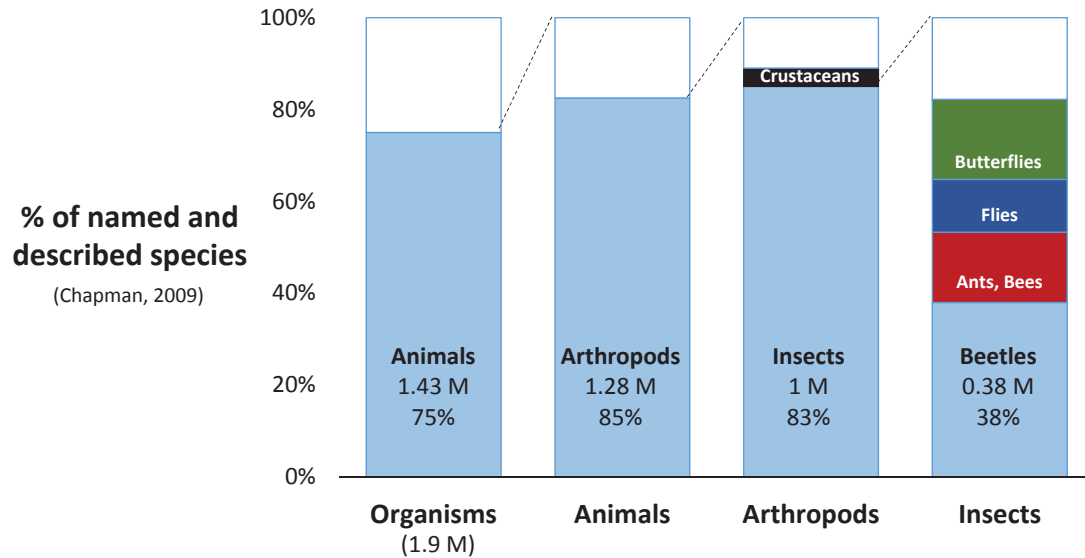 100%
80%
60%
40%
20%
0%
% of named and
described species
(Chapman, 2009)
Animals
1.43 M
75%
Organisms
(1.9 M)
Arthropods
1.28 M
85%
Animals
Crustaceans
Insects
1 M
83%
Arthropods
Butterflies
Flies
Ants, Bees
Beetles
0.38 M
38%
Insects